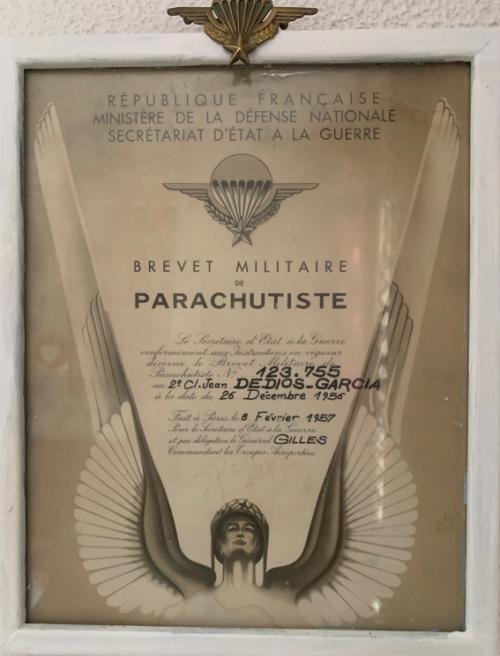 RÉPUBLIQUE FRANÇAISE
MINISTÈRE DE LA DÉFENSE NATIONALE
SECRÉTARIAT D'ÉTAT A LA GUERRE
BREVET MILITAIRE
DE
PARACHUTISTE
Le Secrétaire d'Etat à la Guerre
conformément aux Instructions en vigueur
décerne le Brevet Militaire de
Parachutiste N° 123.755
au 2e Cl. Jean DEDIOS-GARCIA
à la date du 26 Décembre 1956
Fait à Paris, le 8 Février 1957
Pour le Secrétaire d'Etat à la Guerre
et par délégation, le Général GILLES
Commandant les Troupes Aéroportées